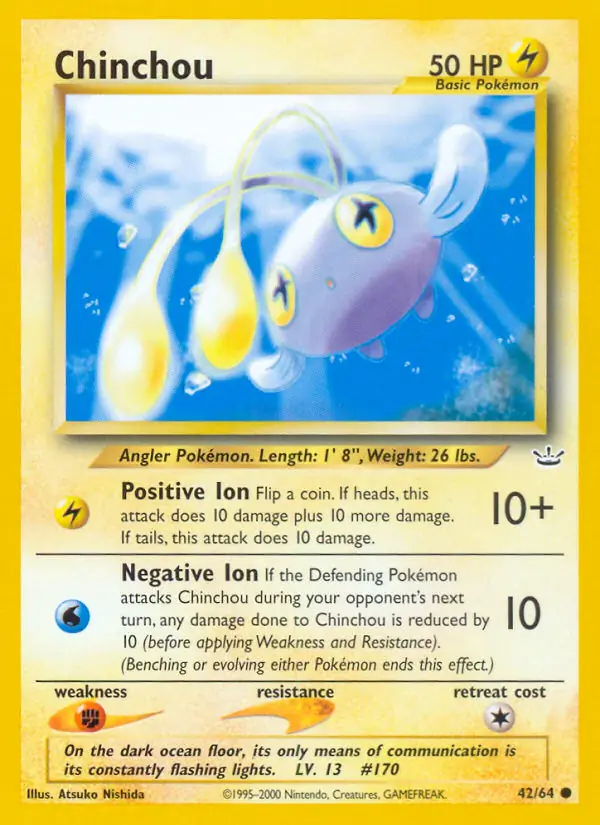 Chinchou
50 HP
Basic Pokémon
Angler Pokémon. Length: 1' 8", Weight: 26 lbs.
Positive Ion Flip a coin. If heads, this
attack does 10 damage plus 10 more damage.
If tails, this attack does 10 damage.
10+
Negative Ion If the Defending Pokémon
attacks Chinchou during your opponent's next
turn, any damage done to Chinchou is reduced by
10 (before applying Weakness and Resistance).
(Benching or evolving either Pokémon ends this effect.)
10
weakness
resistance
retreat cost
On the dark ocean floor, its only means of communication is
its constantly flashing lights. LV. 13 #170
Illus. Atsuko Nishida
©1995-2000 Nintendo, Creatures, GAMEFREAK.
42/64